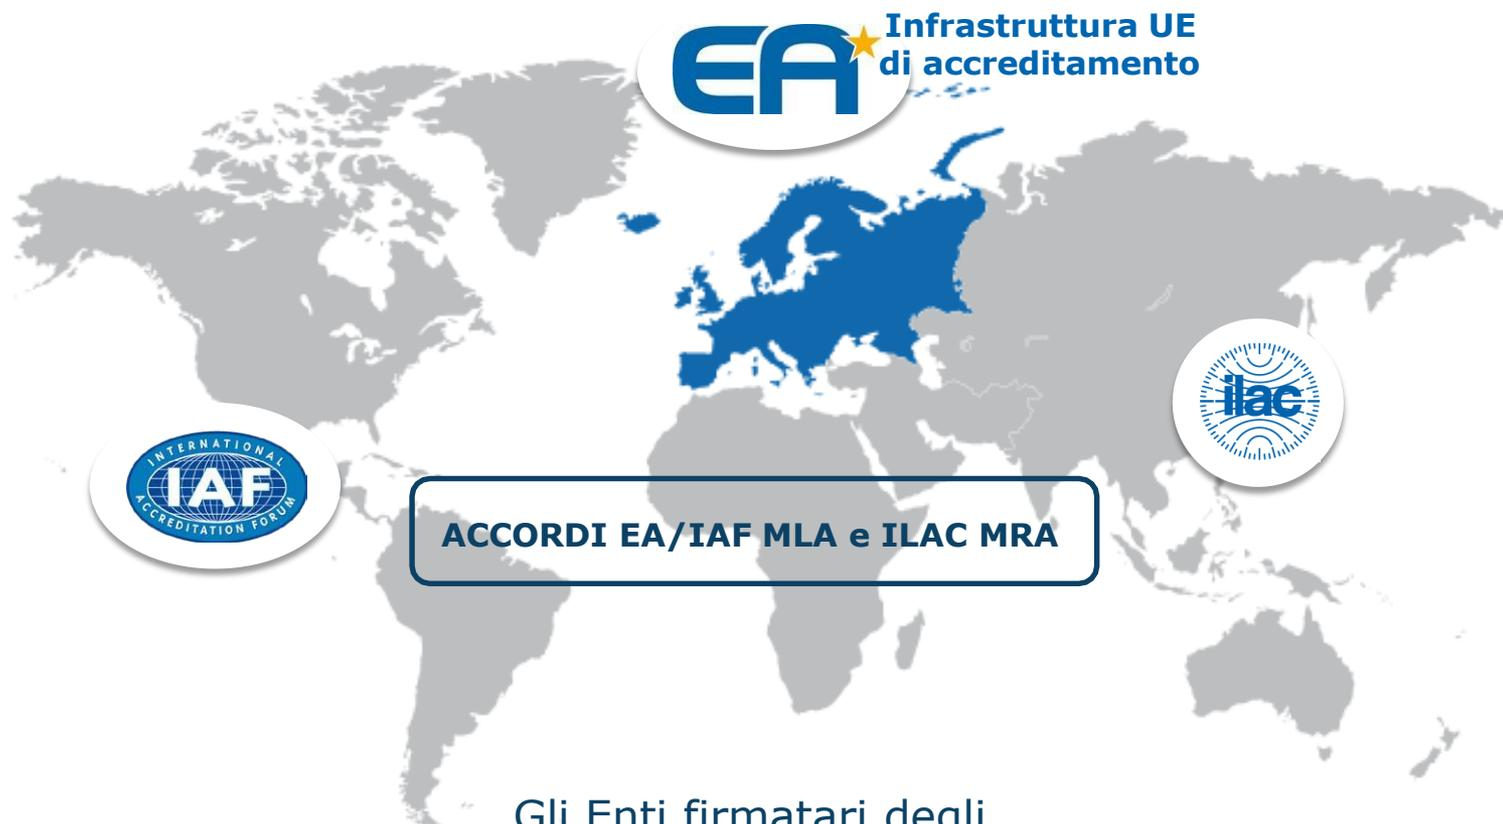 EA
Infrastruttura UE
di accreditamento
ilac
INTERNATIONAL
IAF
ACCREDITATION FORUM
ACCORDI EA/IAF MLA e ILAC MRA
Gli Enti firmatari degli